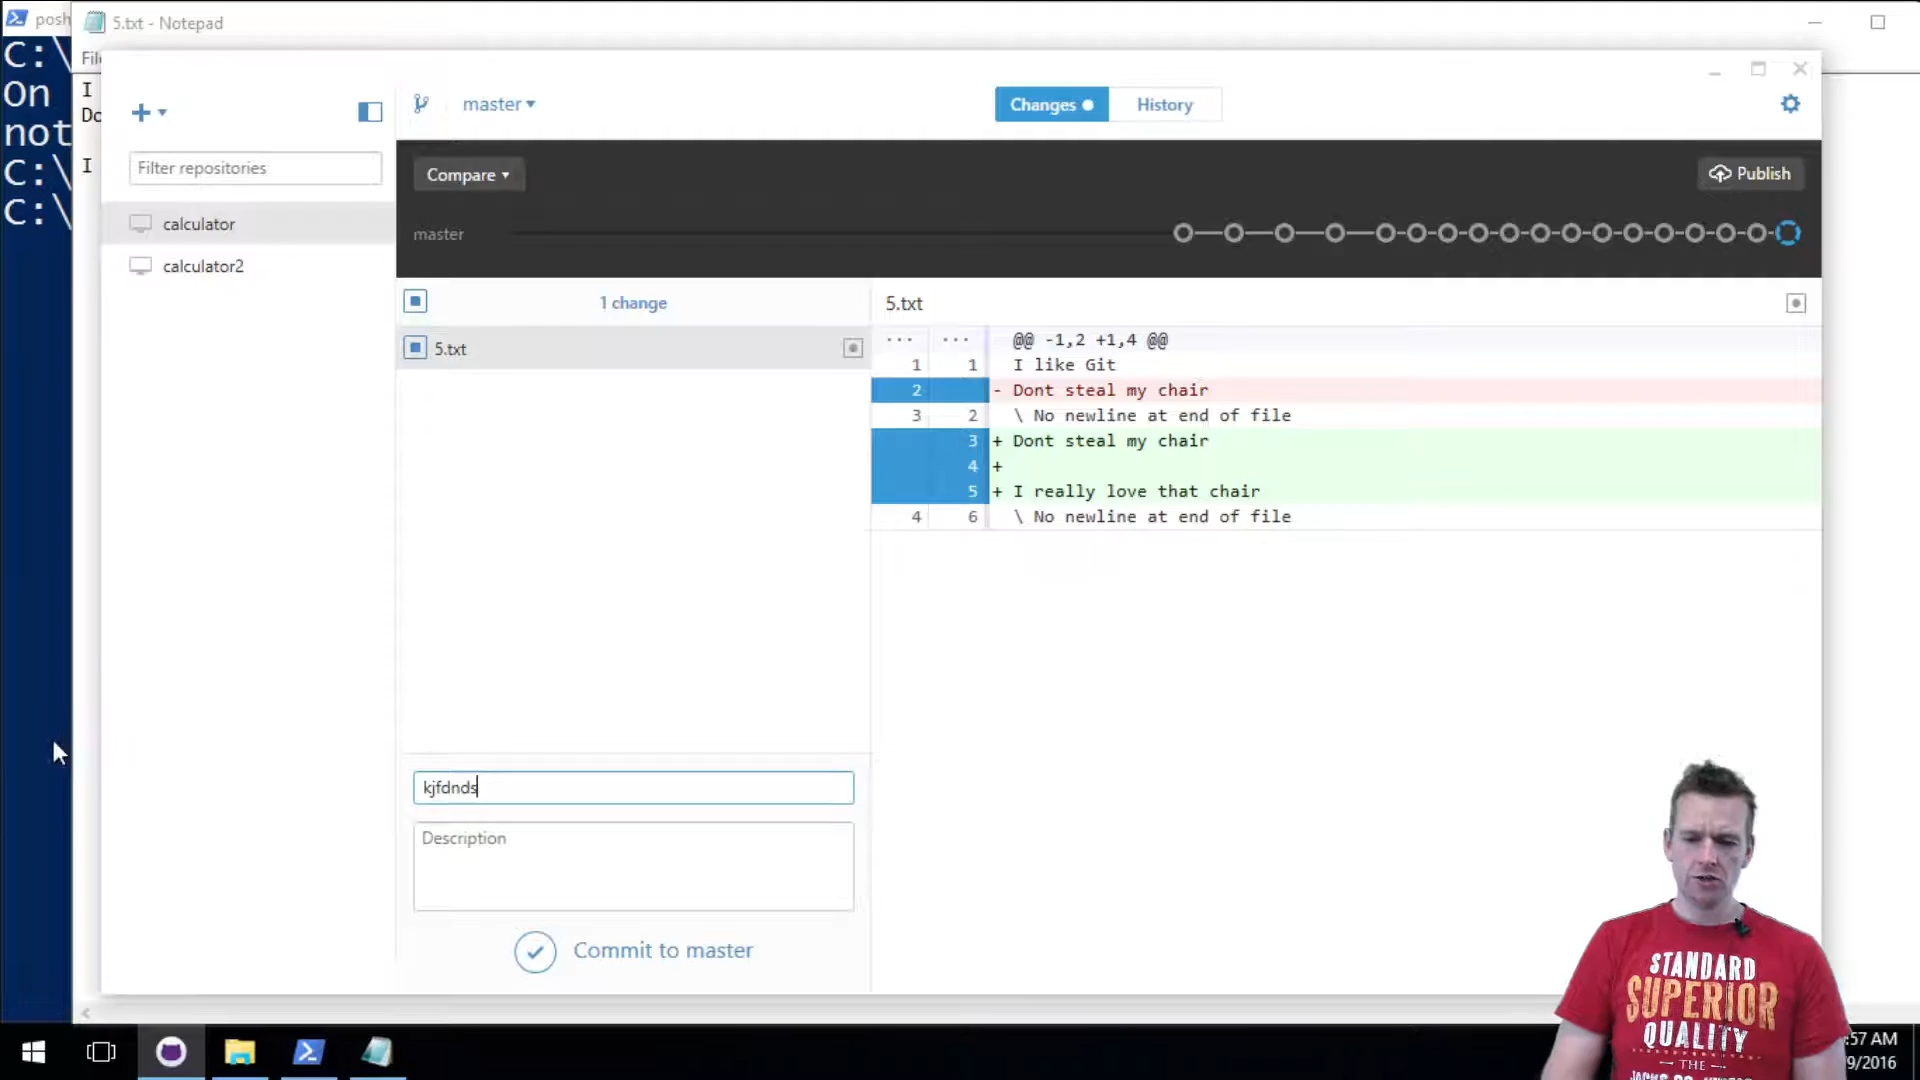 posh
5.txt - Notepad
C:\
File
On
I
Do
not
I
C:\
C:\
master
Changes
History
Filter repositories
calculator
calculator2
Compare
Publish
master
1 change
5.txt
5.txt
... ... @@ -1,2 +1,4 @@
1 1 I like Git
2 - Dont steal my chair
3 2 \ No newline at end of file
3 + Dont steal my chair
4 +
5 + I really love that chair
4 6 \ No newline at end of file
kjfdnds
Description
Commit to master
STANDARD
SUPERIOR
QUALITY
THE
:57 AM
/9/2016